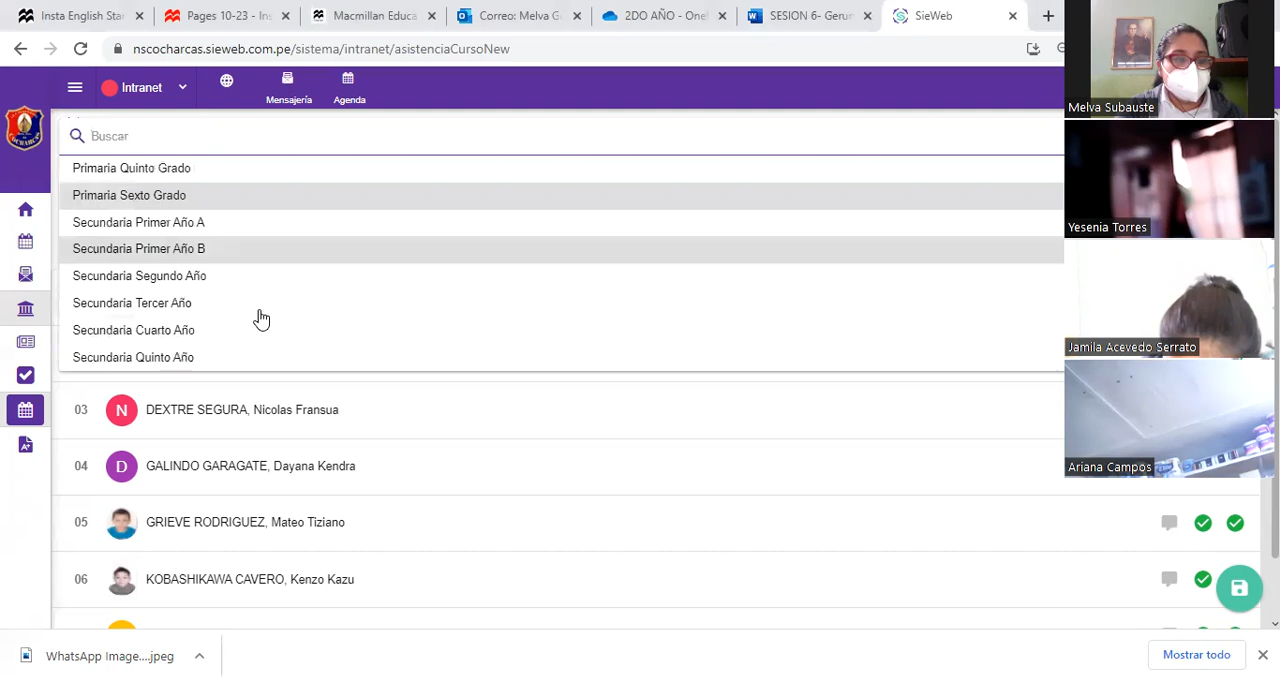 Insta English Star
Pages 10-23 - Ins
Macmillan Educa
Correo: Melva G
2DO AÑO - One
SESION 6- Gerun
SieWeb
nscocharcas.sieweb.com.pe/sistema/intranet/asistenciaCursoNew
Intranet
Mensajería
Agenda
Buscar
Primaria Quinto Grado
Primaria Sexto Grado
Secundaria Primer Año A
Secundaria Primer Año B
Secundaria Segundo Año
Secundaria Tercer Año
Secundaria Cuarto Año
Secundaria Quinto Año
03 N DEXTRE SEGURA, Nicolas Fransua
04 D GALINDO GARAGATE, Dayana Kendra
05 GRIEVE RODRIGUEZ, Mateo Tiziano
06 KOBASHIKAWA CAVERO, Kenzo Kazu
Melva Subauste
Yesenia Torres
Jamila Acevedo Serrato
Ariana Campos
WhatsApp Image....jpeg
Mostrar todo